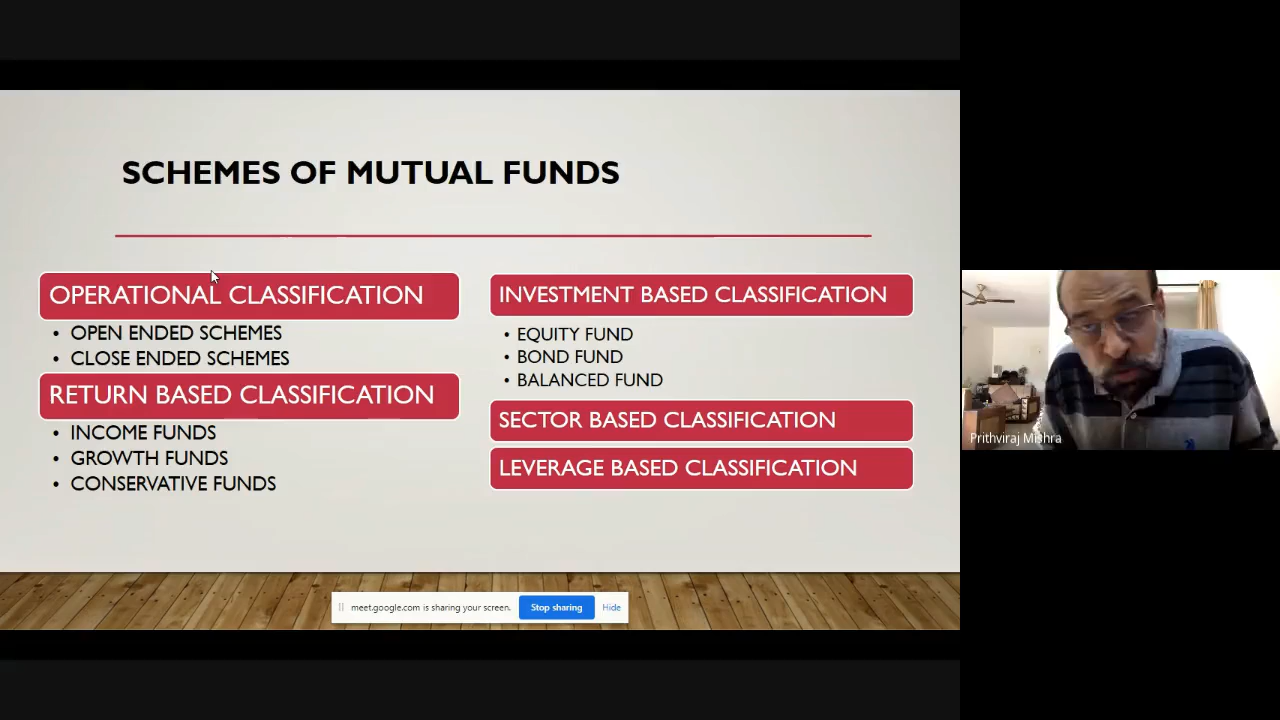 SCHEMES OF MUTUAL FUNDS
OPERATIONAL CLASSIFICATION
• OPEN ENDED SCHEMES
• CLOSE ENDED SCHEMES
RETURN BASED CLASSIFICATION
• INCOME FUNDS
• GROWTH FUNDS
• CONSERVATIVE FUNDS
INVESTMENT BASED CLASSIFICATION
• EQUITY FUND
• BOND FUND
• BALANCED FUND
SECTOR BASED CLASSIFICATION
LEVERAGE BASED CLASSIFICATION
Prithviraj Mishra
meet.google.com is sharing your screen. Stop sharing Hide